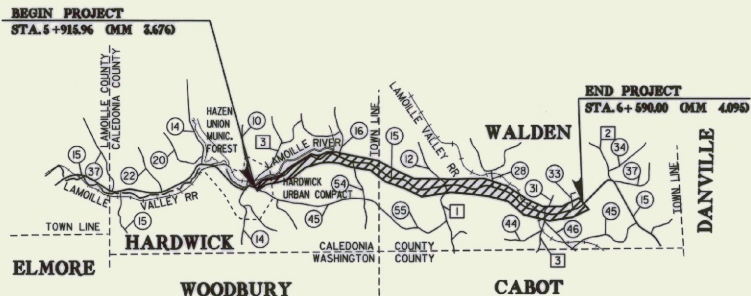 BEGIN PROJECT
STA. 5 +915.96 (MM 3.676)
END PROJECT
STA. 6+ 590.00 (MM 4.095)
LAMOILLE COUNTY
CALEDONIA COUNTY
HAZEN
UNION
MUNIC.
FOREST
10
3
14
16
LAMOILLE RIVER
TOWN LINE
15
12
LAMOILLE VALLEY RR
WALDEN
2
34
37
15
TOWN LINE
DANVILLE
15
37
22
20
LAMOILLE VALLEY RR
15
TOWN LINE
HARDWICK
URBAN COMPACT
54
45
14
55
1
28
31
33
44
46
45
3
HARDWICK
CALEDONIA COUNTY
WASHINGTON COUNTY
ELMORE
WOODBURY
CABOT